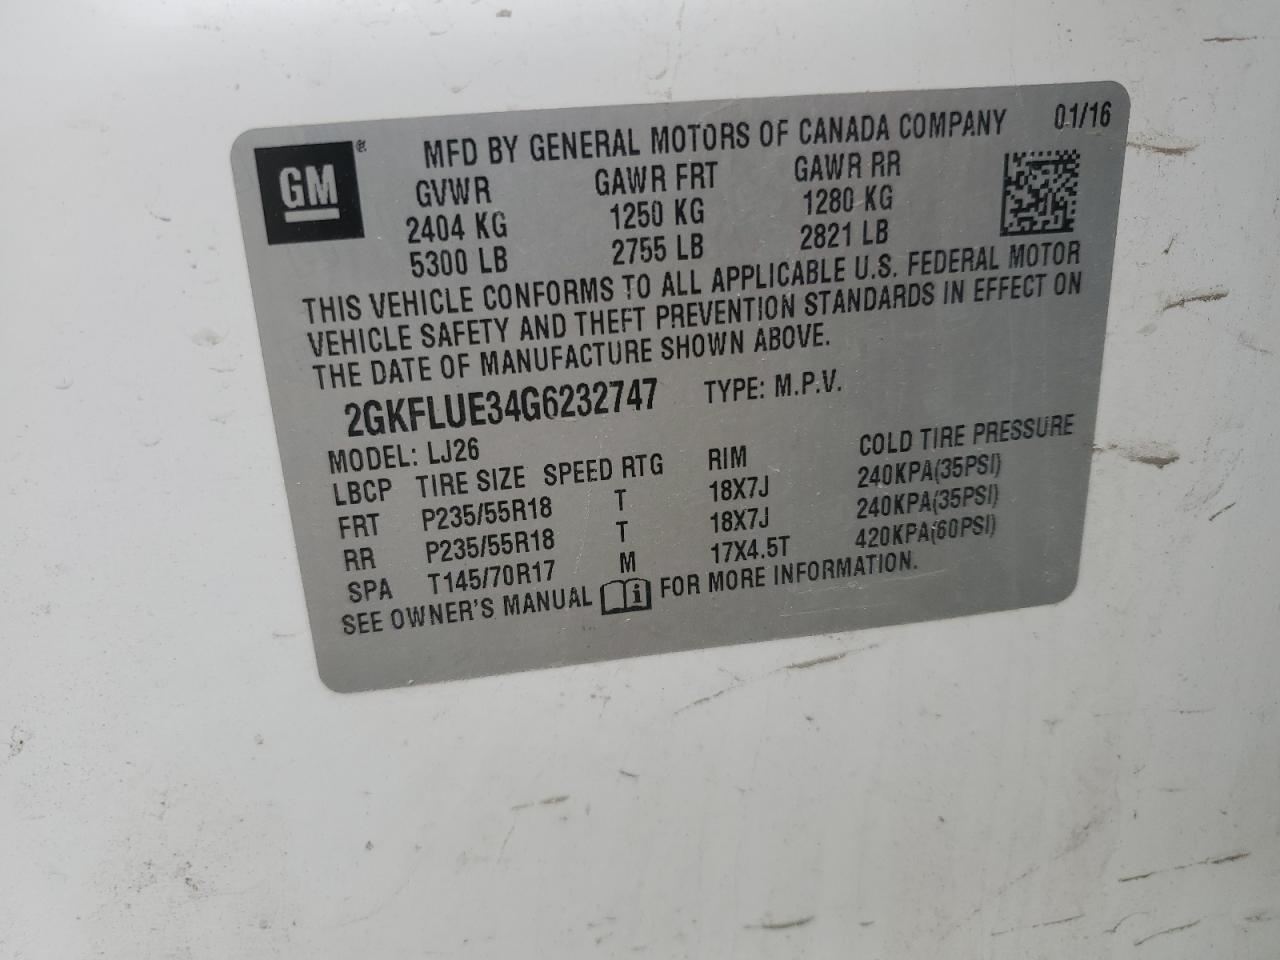 GM ® MFD BY GENERAL MOTORS OF CANADA COMPANY 01/16
GVWR GAWR FRT GAWR RR
2404 KG 1250 KG 1280 KG
5300 LB 2755 LB 2821 LB
THIS VEHICLE CONFORMS TO ALL APPLICABLE U.S. FEDERAL MOTOR
VEHICLE SAFETY AND THEFT PREVENTION STANDARDS IN EFFECT ON
THE DATE OF MANUFACTURE SHOWN ABOVE.
2GKFLUE34G6232747 TYPE: M.P.V.
MODEL: LJ26
LBCP TIRE SIZE SPEED RTG RIM COLD TIRE PRESSURE
FRT P235/55R18 T 18X7J 240KPA(35PSI)
RR P235/55R18 T 18X7J 240KPA(35PSI)
SPA T145/70R17 M 17X4.5T 420KPA(60PSI)
SEE OWNER'S MANUAL i FOR MORE INFORMATION.